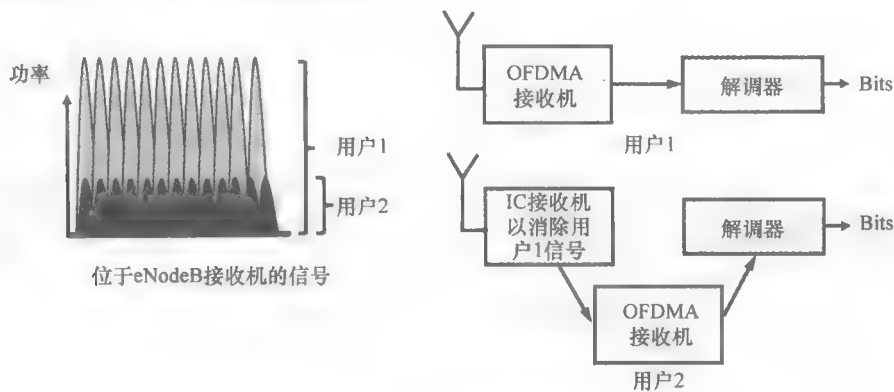 功率
用户1
用户2
位于eNodeB接收机的信号
OFDMA
接收机
解调器
Bits
用户1
IC接收机
以消除用
户1信号
解调器
Bits
OFDMA
接收机
用户2